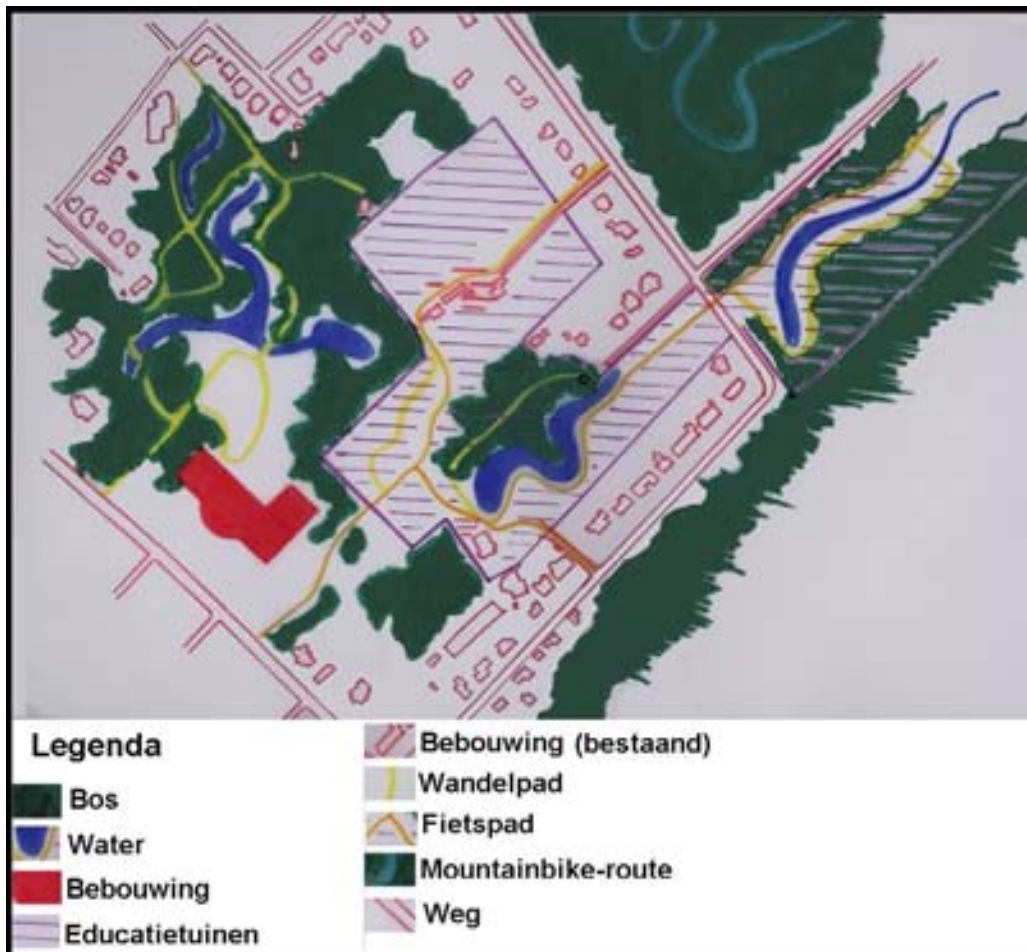 Legenda
Bos
Water
Bebouwing
Educatietuinen
Bebouwing (bestaand)
Wandelpad
Fietspad
Mountainbike-route
Weg